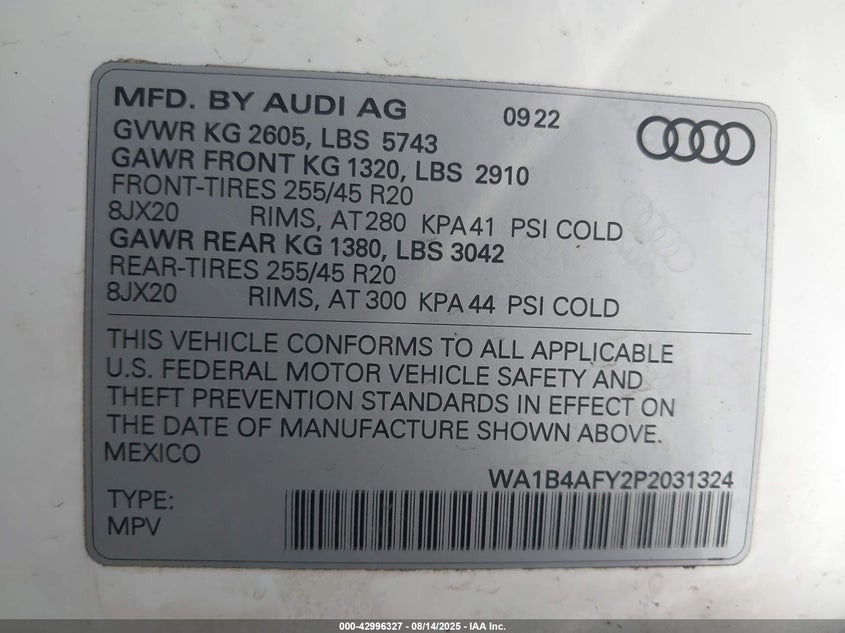 MFD. BY AUDI AG 09 22
GVWR KG 2605, LBS 5743
GAWR FRONT KG 1320, LBS 2910
FRONT-TIRES 255/45 R20
8JX20 RIMS, AT 280 KPA 41 PSI COLD
GAWR REAR KG 1380, LBS 3042
REAR-TIRES 255/45 R20
8JX20 RIMS, AT 300 KPA 44 PSI COLD
THIS VEHICLE CONFORMS TO ALL APPLICABLE
U.S. FEDERAL MOTOR VEHICLE SAFETY AND
THEFT PREVENTION STANDARDS IN EFFECT ON
THE DATE OF MANUFACTURE SHOWN ABOVE.
MEXICO
WA1B4AFY2P2031324
TYPE:
MPV
000-42996327 - 08/14/2025 - IAA Inc.